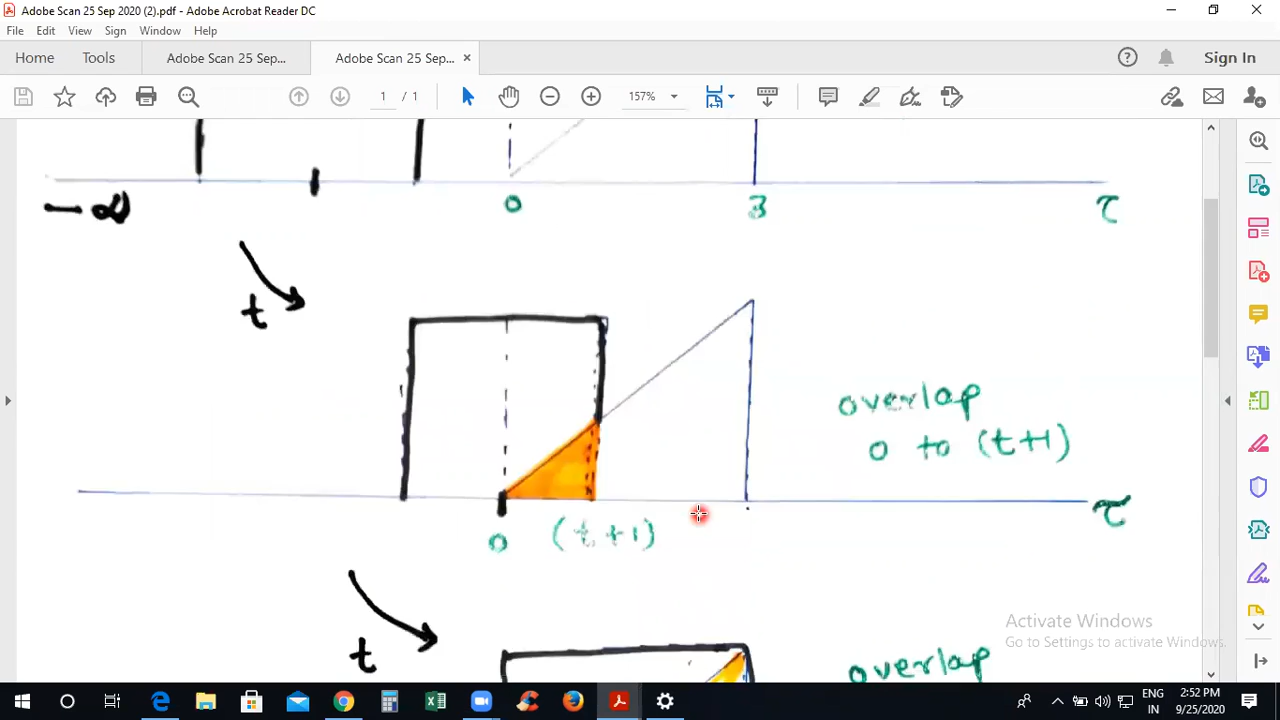 Adobe Scan 25 Sep 2020 (2).pdf - Adobe Acrobat Reader DC
File Edit View Sign Window Help
Home Tools Adobe Scan 25 Sep... Adobe Scan 25 Sep... × Sign In
1 / 1 157%
-∞ 0 3 τ
t
overlap
0 to (t+1)
0 (t+1) τ
t
overlap
Activate Windows
Go to Settings to activate Windows.
ENG 2:52 PM
IN 9/25/2020